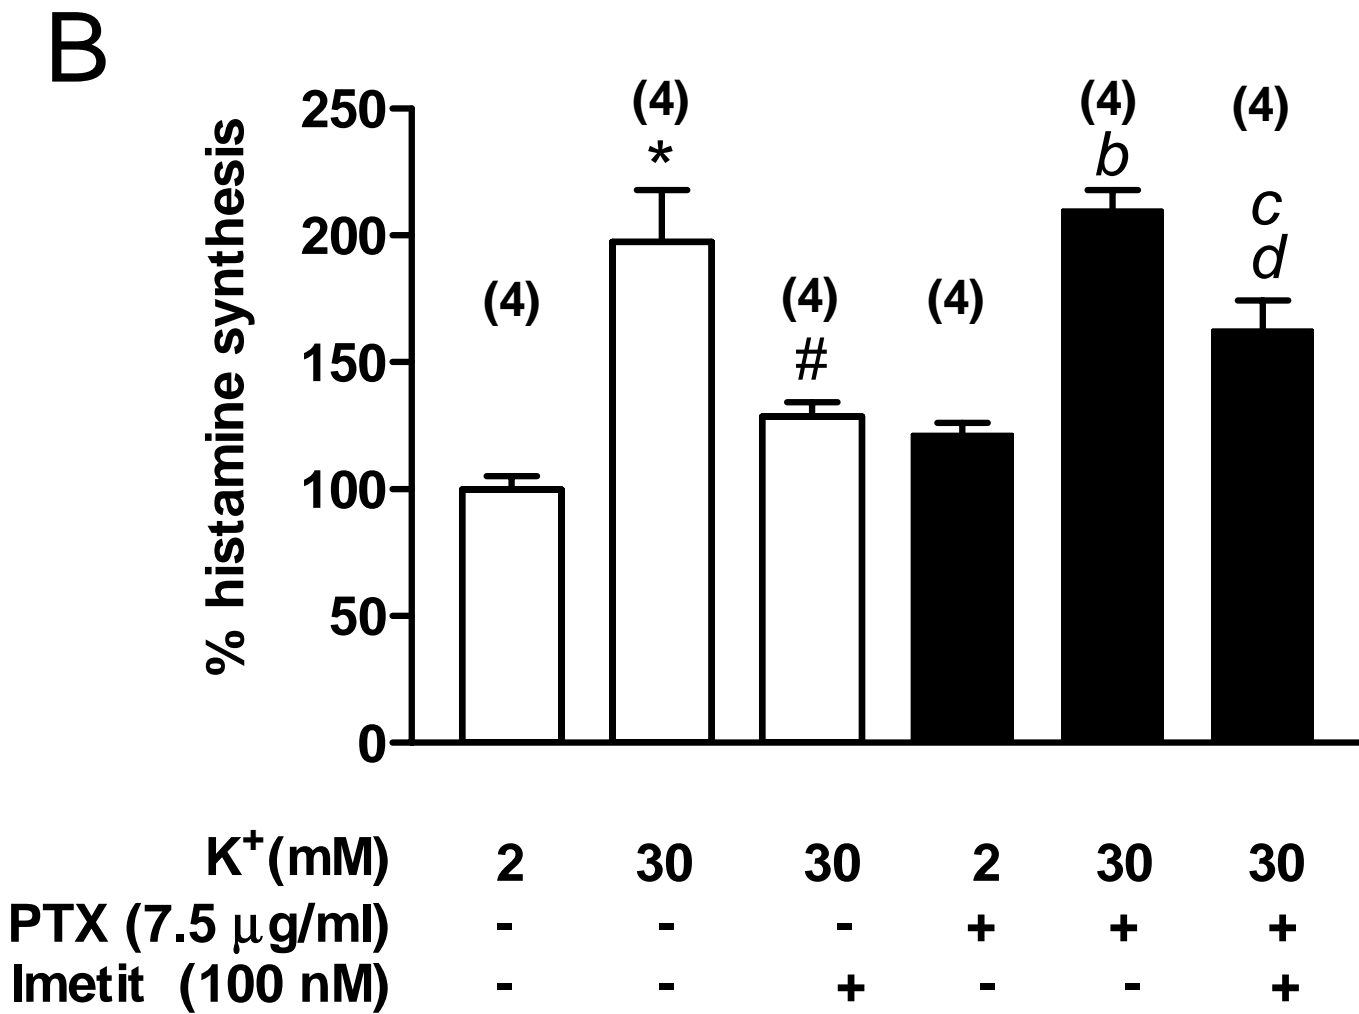 B
% histamine synthesis
250
200
150
100
50
0
(4)
(4)
*
(4)
#
(4)
(4)
b
(4)
c
d
K⁺(mM) 2 30 30 2 30 30
PTX (7.5 μg/ml) - - - + + +
Imetit (100 nM) - - + - - +